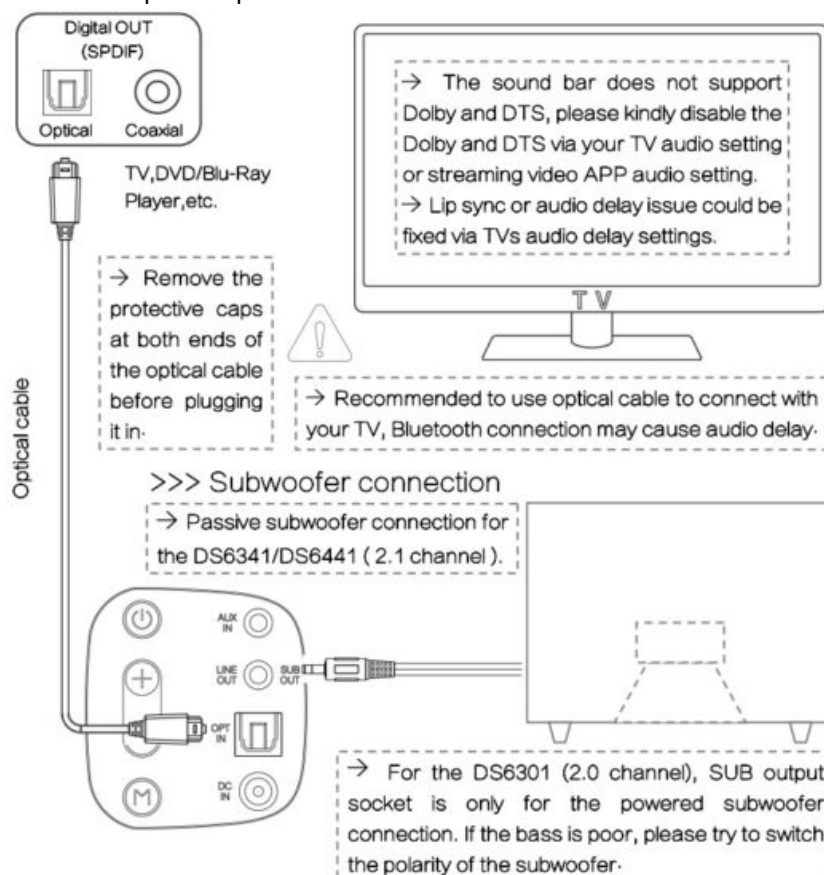 Digital OUT
(SPDIF)
Optical
Coaxial
TV,DVD/Blu-Ray
Player,etc.
→ The sound bar does not support
Dolby and DTS, please kindly disable the
Dolby and DTS via your TV audio setting
or streaming video APP audio setting.
→ Lip sync or audio delay issue could be
fixed via TVs audio delay settings.
TV
→ Remove the
protective caps
at both ends of
the optical cable
before plugging
it in.
!
→ Recommended to use optical cable to connect with
your TV, Bluetooth connection may cause audio delay.
Optical cable
>>> Subwoofer connection
→ Passive subwoofer connection for
the DS6341/DS6441 ( 2.1 channel ).
AUX
IN
+
LINE
OUT
SUB
OUT
OPT
IN
M
DC
IN
→ For the DS6301 (2.0 channel), SUB output
socket is only for the powered subwoofer
connection. If the bass is poor, please try to switch
the polarity of the subwoofer.